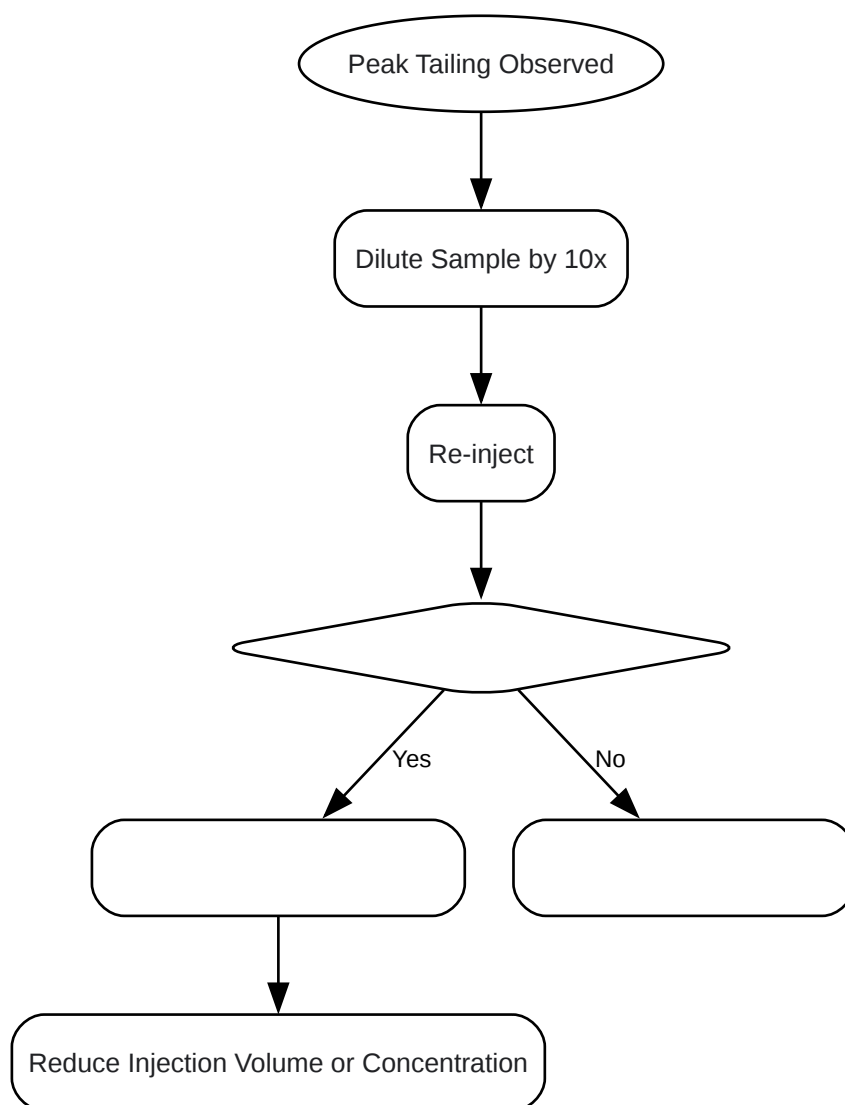 Peak Tailing Observed
Dilute Sample by 10x
Re-inject
Yes
No
Reduce Injection Volume or Concentration